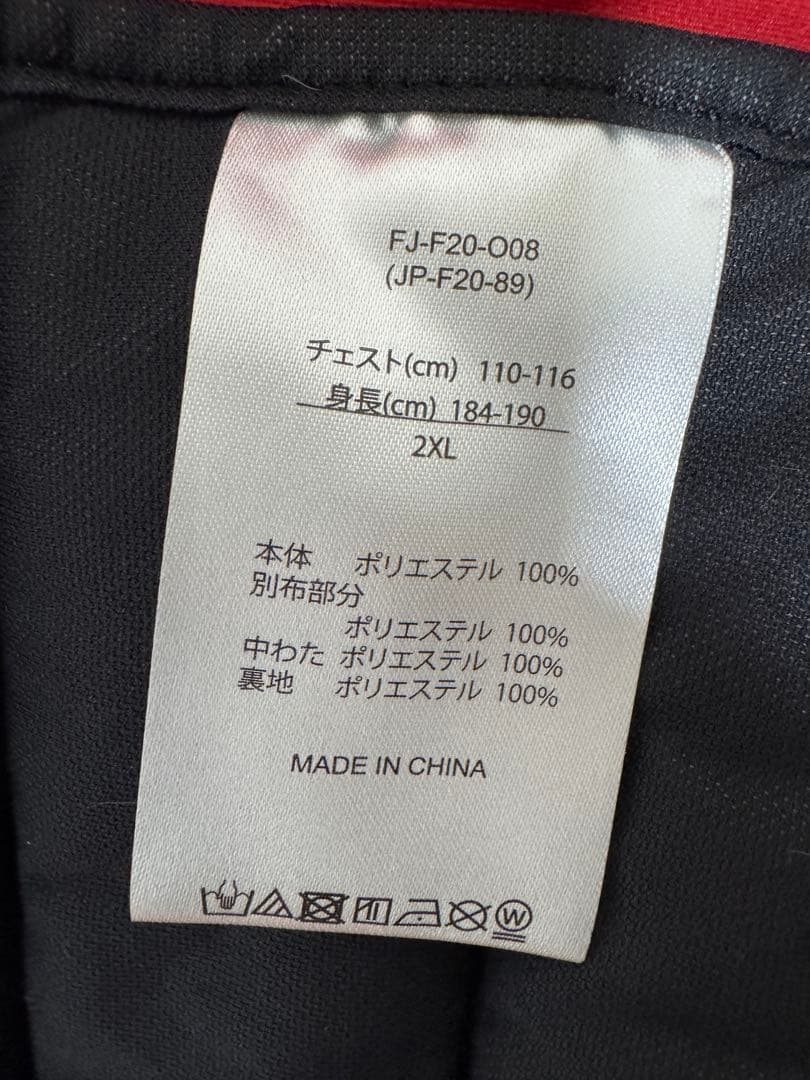 FJ-F20-O08
(JP-F20-89)
チェスト(cm) 110-116
身長(cm) 184-190
2XL
本体 ポリエステル 100%
別布部分
ポリエステル 100%
中わた ポリエステル 100%
裏地 ポリエステル 100%
MADE IN CHINA
W